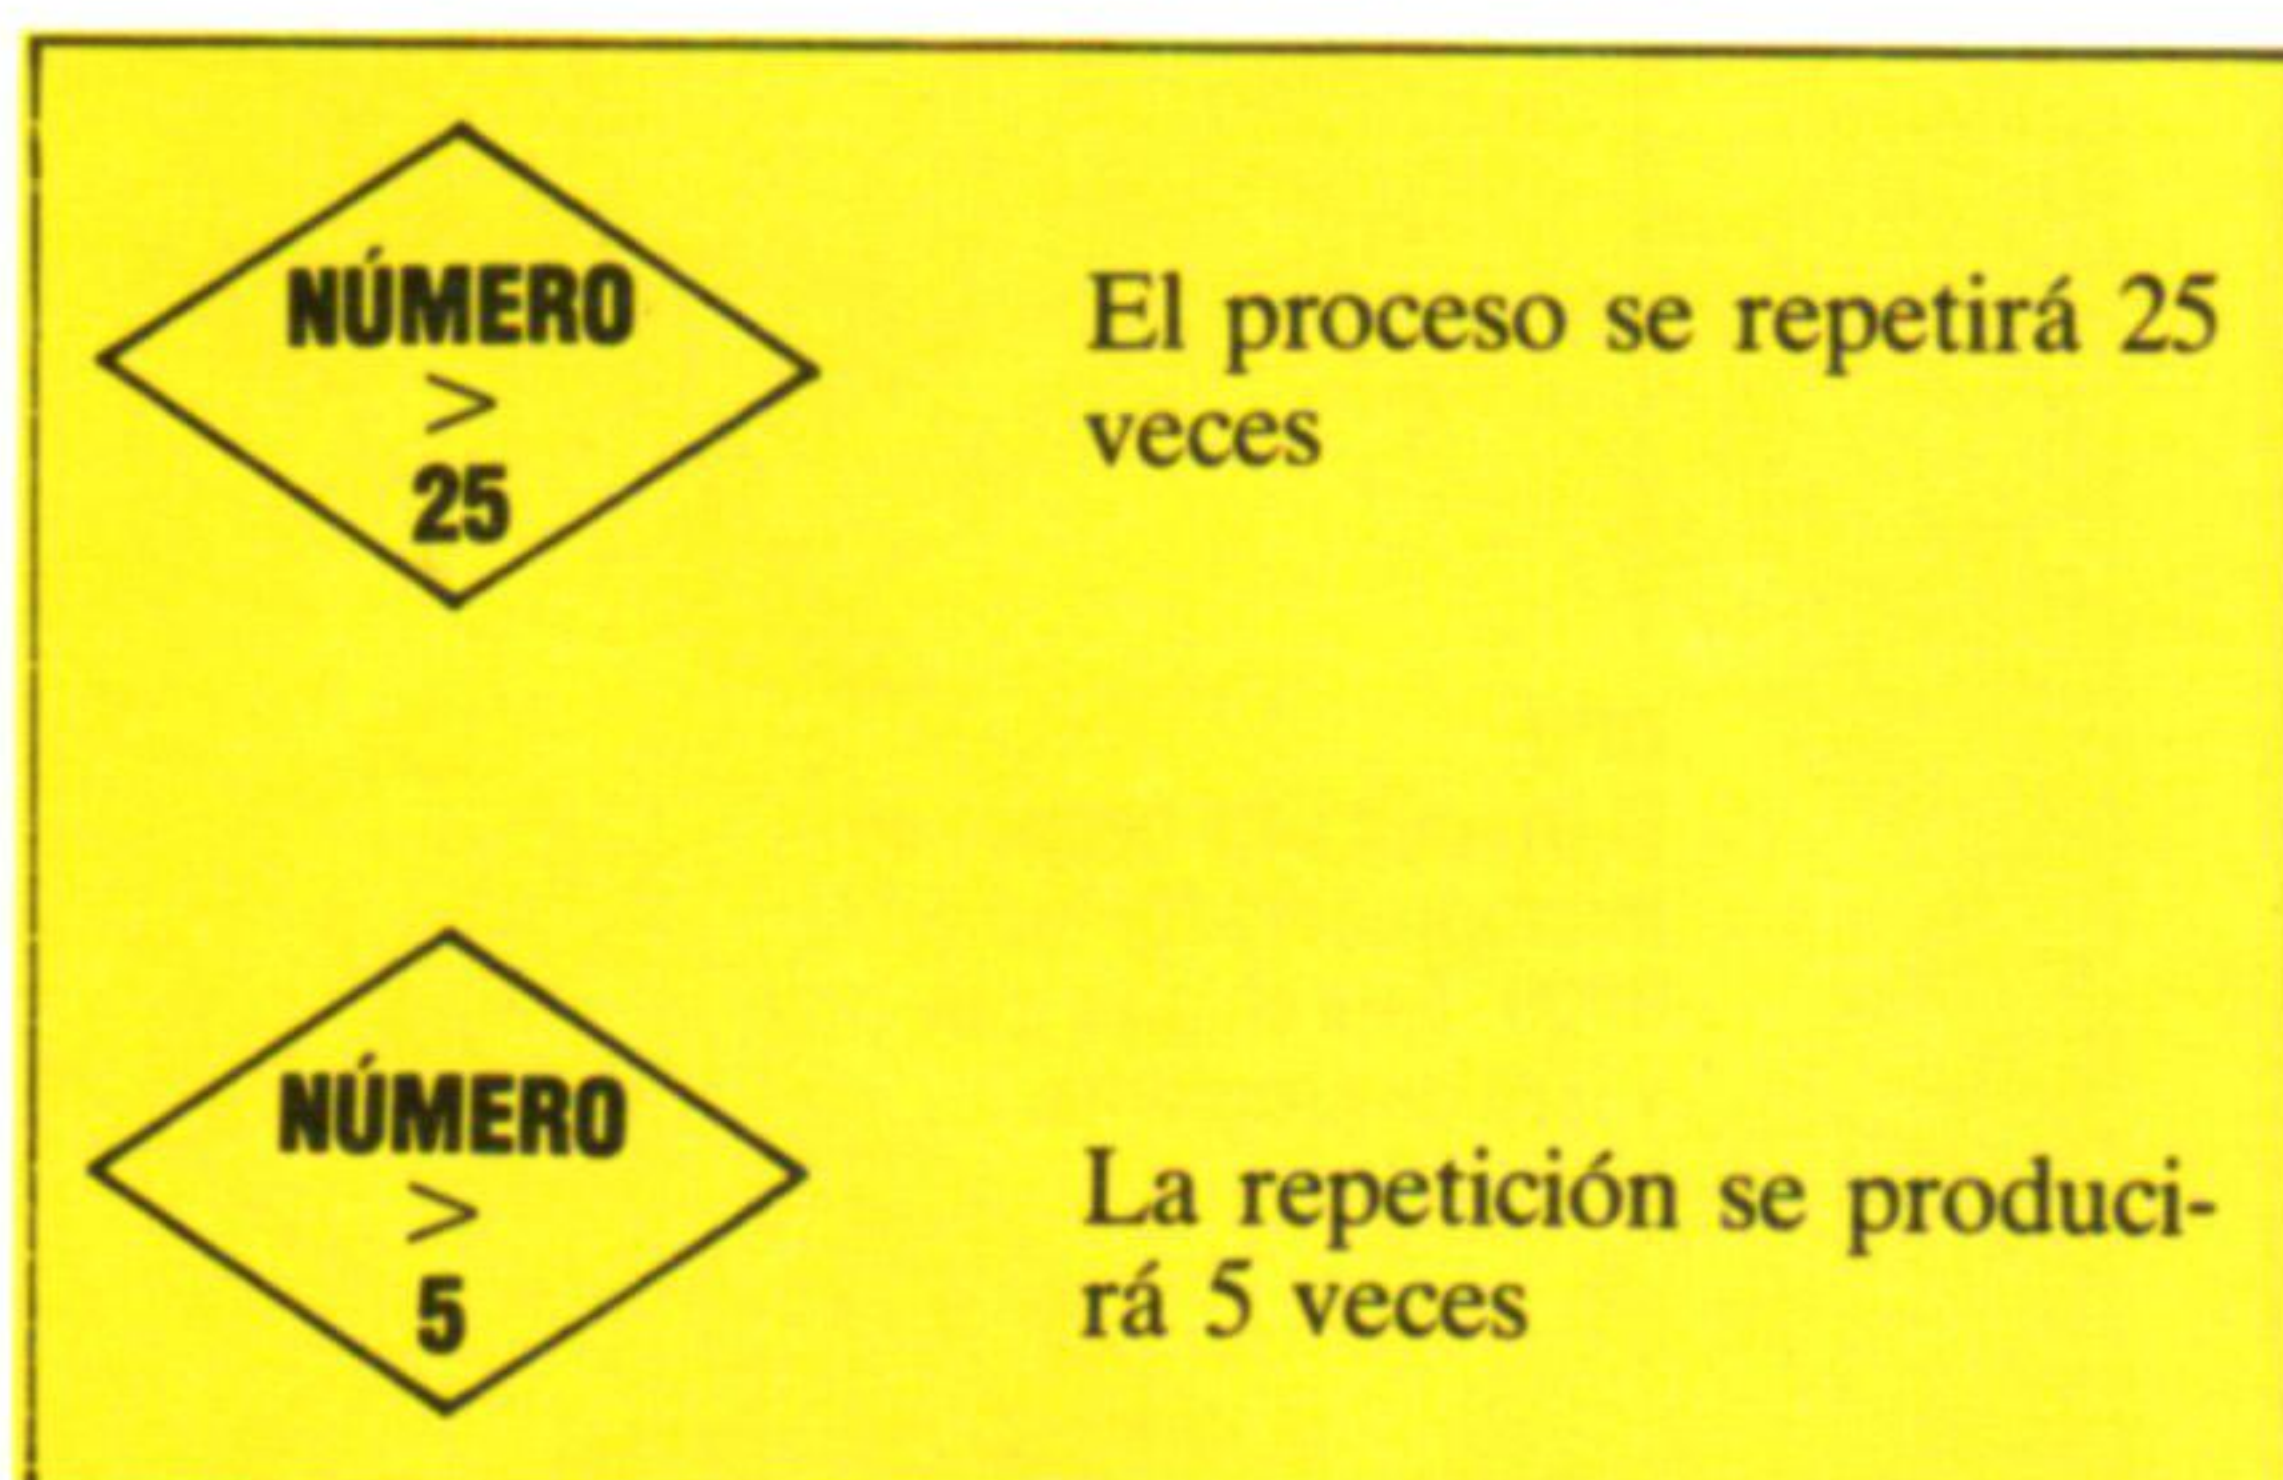 NÚMERO
>
25
El proceso se repetirá 25
veces
NÚMERO
>
5
La repetición se produci-
rá 5 veces